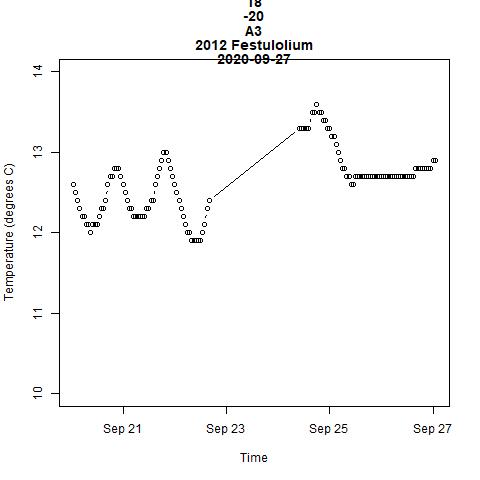 18
-20
A3
2012 Festulolium
2020-09-27
14
13
12
11
10
Temperature (degrees C)
Sep 21
Sep 23
Sep 25
Sep 27
Time